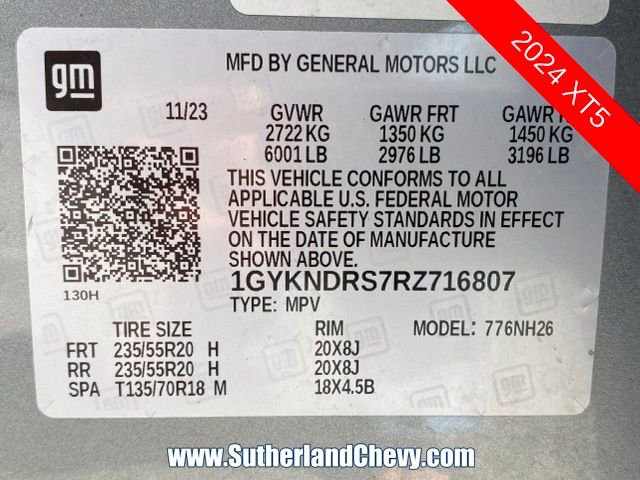 gm
MFD BY GENERAL MOTORS LLC
2024 XT5
11/23 GVWR GAWR FRT GAWR
2722 KG 1350 KG 1450 KG
6001 LB 2976 LB 3196 LB
THIS VEHICLE CONFORMS TO ALL
APPLICABLE U.S. FEDERAL MOTOR
VEHICLE SAFETY STANDARDS IN EFFECT
ON THE DATE OF MANUFACTURE
SHOWN ABOVE.
130H
1GYKNDRS7RZ716807
TYPE: MPV
TIRE SIZE RIM MODEL: 776NH26
FRT 235/55R20 H 20X8J
RR 235/55R20 H 20X8J
SPA T135/70R18 M 18X4.5B
www.SutherlandChevy.com